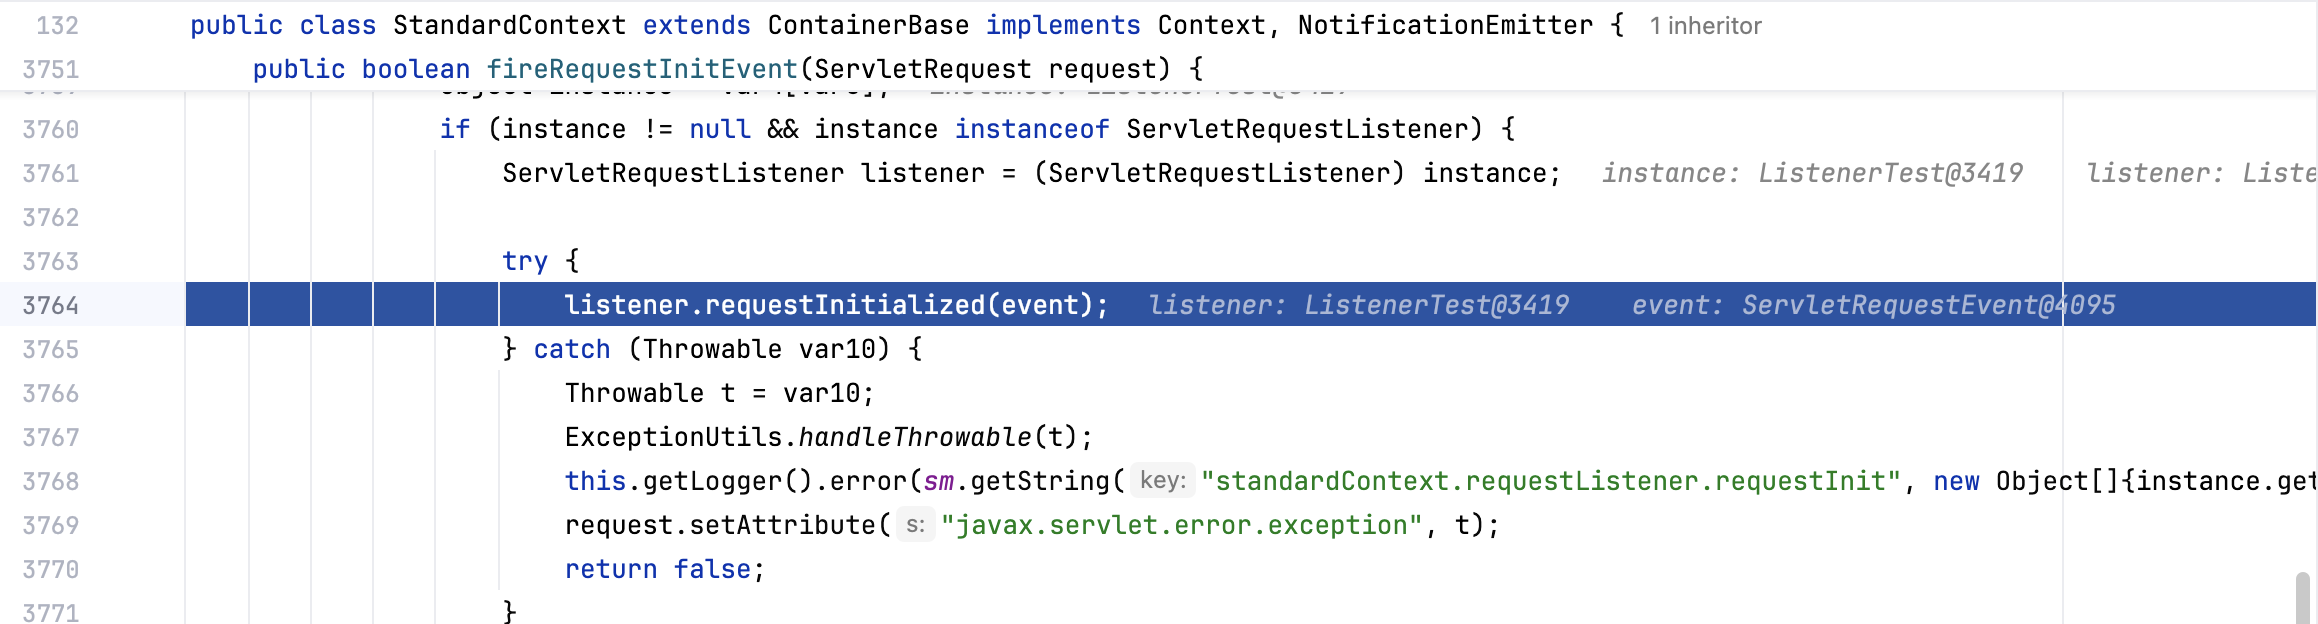 132 public class StandardContext extends ContainerBase implements Context, NotificationEmitter { 1 inheritor
3751 public boolean fireRequestInitEvent(ServletRequest request) {
3760 if (instance != null && instance instanceof ServletRequestListener) {
3761 ServletRequestListener listener = (ServletRequestListener) instance; instance: ListenerTest@3419 listener: Liste
3762
3763 try {
3764 listener.requestInitialized(event); listener: ListenerTest@3419 event: ServletRequestEvent@4095
3765 } catch (Throwable var10) {
3766 Throwable t = var10;
3767 ExceptionUtils.handleThrowable(t);
3768 this.getLogger().error(sm.getString( key: "standardContext.requestListener.requestInit", new Object[]{instance.get
3769 request.setAttribute( s: "javax.servlet.error.exception", t);
3770 return false;
3771 }